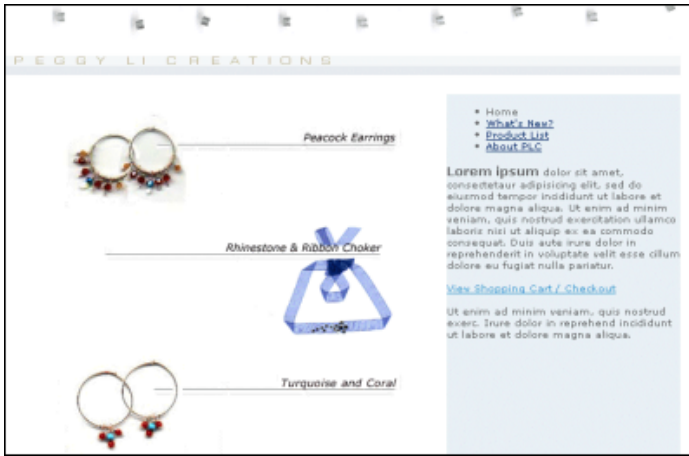 PEGGY LI CREATIONS
Peacock Earrings
Rhinestone & Ribbon Choker
Turquoise and Coral
Home
What's New?
Product List
About PLC
Lorem ipsum dolor sit amet,
consectetaur adipisicing elit, sed do
eiusmod tempor incididunt ut labore et
dolore magna aliqua. Ut enim ad minim
veniam, quis nostrud exercitation ullamco
laboris nisi ut aliquip ex ea commodo
consequat. Duis aute irure dolor in
reprehenderit in voluptate velit esse cillum
dolore eu fugiat nulla pariatur.
View Shopping Cart / Checkout
Ut enim ad minim veniam, quis nostrud
exerc. Irure dolor in reprehend incididunt
ut labore et dolore magna aliqua.